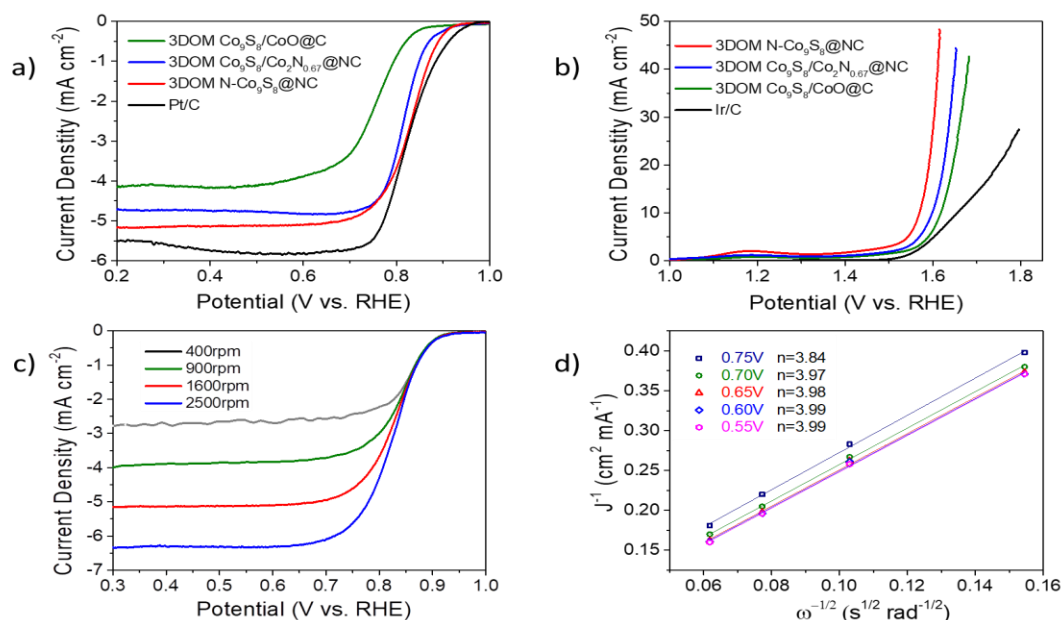 a)
0
-1
-2
-3
-4
-5
-6
Current Denstity (mA cm⁻²)
3DOM Co₉S₈/CoO@C
3DOM Co₉S₈/Co₂N₀.₆₇@NC
3DOM N-Co₉S₈@NC
Pt/C
0.2 0.4 0.6 0.8 1.0
Potential (V vs. RHE)
b)
50
40
30
20
10
0
Current Denstity (mA cm⁻²)
3DOM N-Co₉S₈@NC
3DOM Co₉S₈/Co₂N₀.₆₇@NC
3DOM Co₉S₈/CoO@C
Ir/C
1.0 1.2 1.4 1.6 1.8
Potential (V vs. RHE)
c)
0
-1
-2
-3
-4
-5
-6
-7
Current Density (mA cm⁻²)
400rpm
900rpm
1600rpm
2500rpm
0.3 0.4 0.5 0.6 0.7 0.8 0.9 1.0
Potential (V vs. RHE)
d)
0.40
0.35
0.30
0.25
0.20
0.15
J⁻¹ (cm² mA⁻¹)
0.75V n=3.84
0.70V n=3.97
0.65V n=3.98
0.60V n=3.99
0.55V n=3.99
0.06 0.08 0.10 0.12 0.14 0.16
ω⁻¹/² (s¹/² rad⁻¹/²)